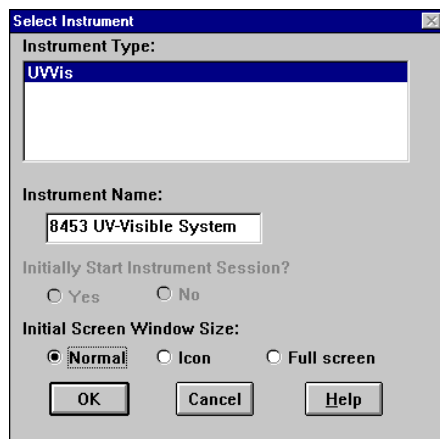 Select Instrument
Instrument Type:
UVVis
Instrument Name:
8453 UV-Visible System
Initially Start Instrument Session?
Yes No
Initial Screen Window Size:
Normal Icon Full screen
OK Cancel Help